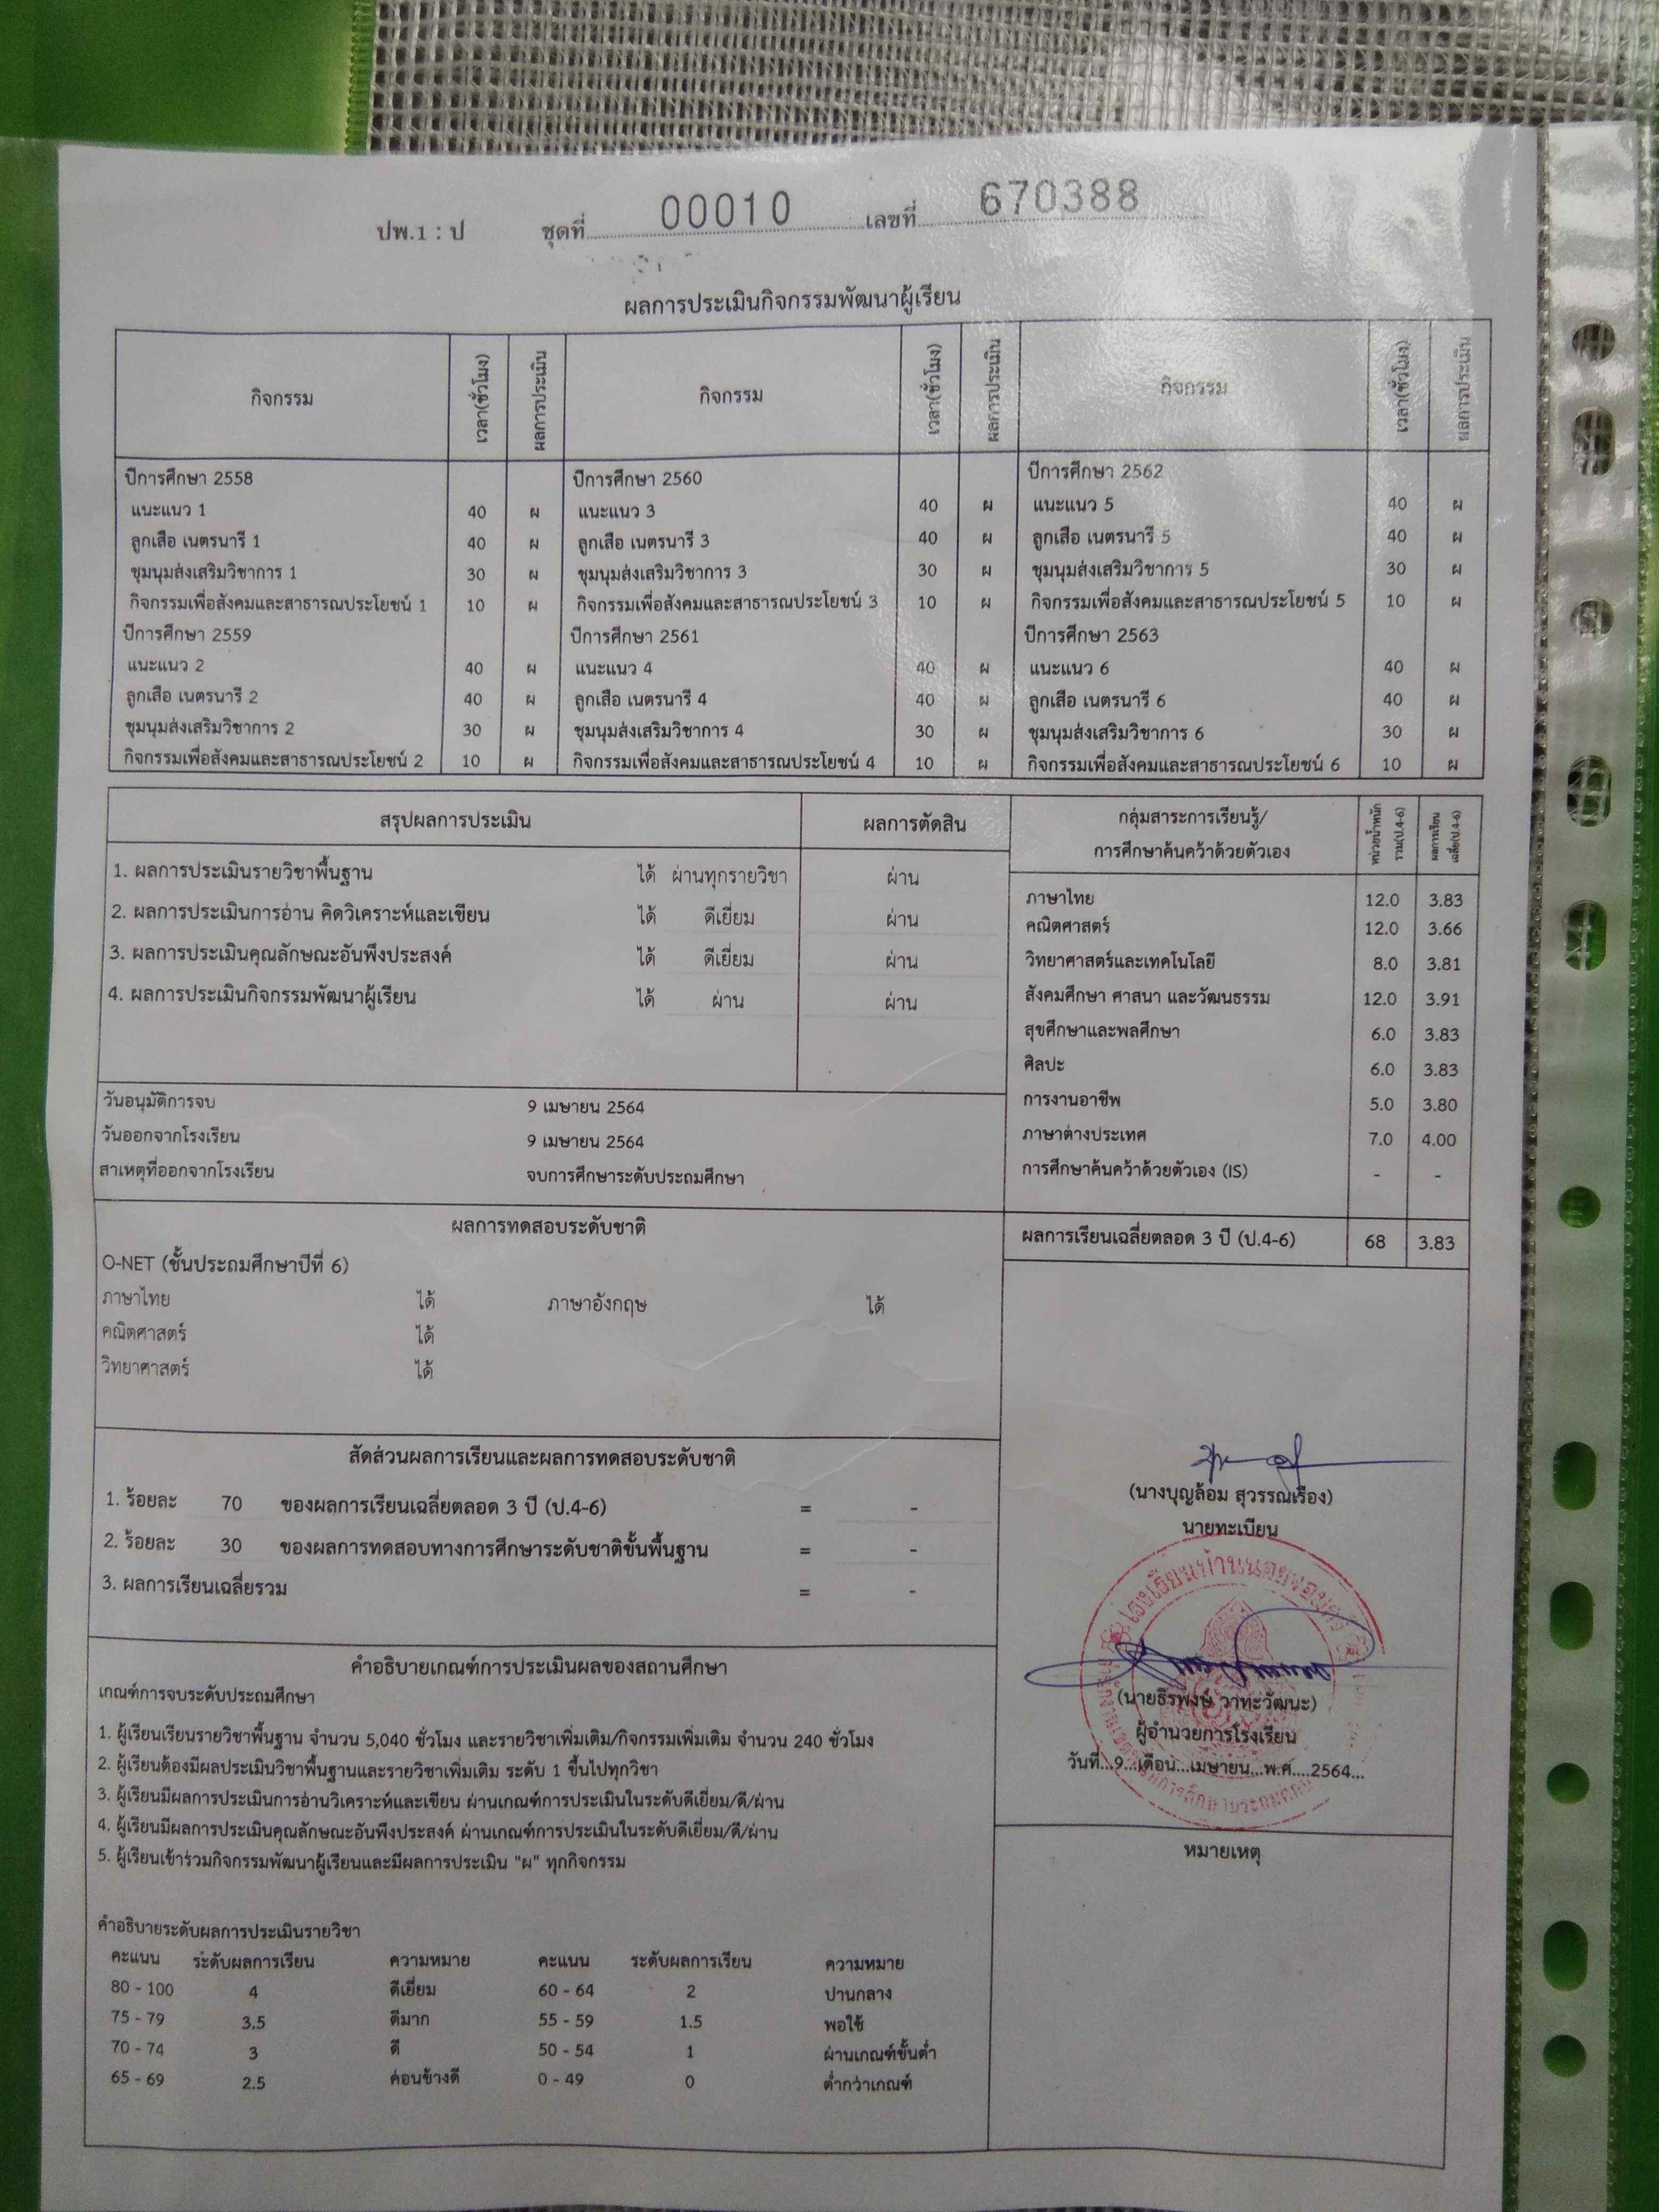 ปพ.1 : ป ชุดที่ 00010 เลขที่ 670388
ผลการประเมินกิจกรรมพัฒนาผู้เรียน
กิจกรรม เวลา(ชั่วโมง) ผลการประเมิน กิจกรรม เวลา(ชั่วโมง) ผลการประเมิน กิจกรรม เวลา(ชั่วโมง) ผลการประเมิน
ปีการศึกษา 2558 ปีการศึกษา 2560 ปีการศึกษา 2562
แนะแนว 1 40 ผ แนะแนว 3 40 ผ แนะแนว 5 40 ผ
ลูกเสือ เนตรนารี 1 40 ผ ลูกเสือ เนตรนารี 3 40 ผ ลูกเสือ เนตรนารี 5 40 ผ
ชุมนุมส่งเสริมวิชาการ 1 30 ผ ชุมนุมส่งเสริมวิชาการ 3 30 ผ ชุมนุมส่งเสริมวิชาการ 5 30 ผ
กิจกรรมเพื่อสังคมและสาธารณประโยชน์ 1 10 ผ กิจกรรมเพื่อสังคมและสาธารณประโยชน์ 3 10 ผ กิจกรรมเพื่อสังคมและสาธารณประโยชน์ 5 10 ผ
ปีการศึกษา 2559 ปีการศึกษา 2561 ปีการศึกษา 2563
แนะแนว 2 40 ผ แนะแนว 4 40 ผ แนะแนว 6 40 ผ
ลูกเสือ เนตรนารี 2 40 ผ ลูกเสือ เนตรนารี 4 40 ผ ลูกเสือ เนตรนารี 6 40 ผ
ชุมนุมส่งเสริมวิชาการ 2 30 ผ ชุมนุมส่งเสริมวิชาการ 4 30 ผ ชุมนุมส่งเสริมวิชาการ 6 30 ผ
กิจกรรมเพื่อสังคมและสาธารณประโยชน์ 2 10 ผ กิจกรรมเพื่อสังคมและสาธารณประโยชน์ 4 10 ผ กิจกรรมเพื่อสังคมและสาธารณประโยชน์ 6 10 ผ
สรุปผลการประเมิน ผลการตัดสิน
1. ผลการประเมินรายวิชาพื้นฐาน ได้ ผ่านทุกรายวิชา ผ่าน
2. ผลการประเมินการอ่าน คิดวิเคราะห์และเขียน ได้ ดีเยี่ยม ผ่าน
3. ผลการประเมินคุณลักษณะอันพึงประสงค์ ได้ ดีเยี่ยม ผ่าน
4. ผลการประเมินกิจกรรมพัฒนาผู้เรียน ได้ ผ่าน ผ่าน
วันอนุมัติการจบ 9 เมษายน 2564
วันออกจากโรงเรียน 9 เมษายน 2564
สาเหตุที่ออกจากโรงเรียน จบการศึกษาระดับประถมศึกษา
กลุ่มสาระการเรียนรู้/
การศึกษาค้นคว้าด้วยตัวเอง
หน่วยน้ำหนัก
รวม(ป.4-6)
ผลการเรียน
เฉลี่ย(ป.4-6)
ภาษาไทย 12.0 3.83
คณิตศาสตร์ 12.0 3.66
วิทยาศาสตร์และเทคโนโลยี 8.0 3.81
สังคมศึกษา ศาสนา และวัฒนธรรม 12.0 3.91
สุขศึกษาและพลศึกษา 6.0 3.83
ศิลปะ 6.0 3.83
การงานอาชีพ 5.0 3.80
ภาษาต่างประเทศ 7.0 4.00
การศึกษาค้นคว้าด้วยตัวเอง (IS) - -
ผลการเรียนเฉลี่ยตลอด 3 ปี (ป.4-6) 68 3.83
ผลการทดสอบระดับชาติ
O-NET (ชั้นประถมศึกษาปีที่ 6)
ภาษาไทย ได้ ภาษาอังกฤษ ได้
คณิตศาสตร์ ได้
วิทยาศาสตร์ ได้
สัดส่วนผลการเรียนและผลการทดสอบระดับชาติ
1. ร้อยละ 70 ของผลการเรียนเฉลี่ยตลอด 3 ปี (ป.4-6) = -
2. ร้อยละ 30 ของผลการทดสอบทางการศึกษาระดับชาติขั้นพื้นฐาน = -
3. ผลการเรียนเฉลี่ยรวม = -
(นางบุญล้อม สุวรรณเรือง)
นายทะเบียน
(นายธีรพงษ์ วาทะวัฒนะ)
ผู้อำนวยการโรงเรียน
วันที่...9...เดือน...เมษายน...พ.ศ....2564...
หมายเหตุ
คำอธิบายเกณฑ์การประเมินผลของสถานศึกษา
เกณฑ์การจบระดับประถมศึกษา
1. ผู้เรียนเรียนรายวิชาพื้นฐาน จำนวน 5,040 ชั่วโมง และรายวิชาเพิ่มเติม/กิจกรรมเพิ่มเติม จำนวน 240 ชั่วโมง
2. ผู้เรียนต้องมีผลประเมินวิชาพื้นฐานและรายวิชาเพิ่มเติม ระดับ 1 ขึ้นไปทุกวิชา
3. ผู้เรียนมีผลการประเมินการอ่านวิเคราะห์และเขียน ผ่านเกณฑ์การประเมินในระดับดีเยี่ยม/ดี/ผ่าน
4. ผู้เรียนมีผลการประเมินคุณลักษณะอันพึงประสงค์ ผ่านเกณฑ์การประเมินในระดับดีเยี่ยม/ดี/ผ่าน
5. ผู้เรียนเข้าร่วมกิจกรรมพัฒนาผู้เรียนและมีผลการประเมิน "ผ" ทุกกิจกรรม
คำอธิบายระดับผลการประเมินรายวิชา
คะแนน ระดับผลการเรียน ความหมาย คะแนน ระดับผลการเรียน ความหมาย
80 - 100 4 ดีเยี่ยม 60 - 64 2 ปานกลาง
75 - 79 3.5 ดีมาก 55 - 59 1.5 พอใช้
70 - 74 3 ดี 50 - 54 1 ผ่านเกณฑ์ขั้นต่ำ
65 - 69 2.5 ค่อนข้างดี 0 - 49 0 ต่ำกว่าเกณฑ์